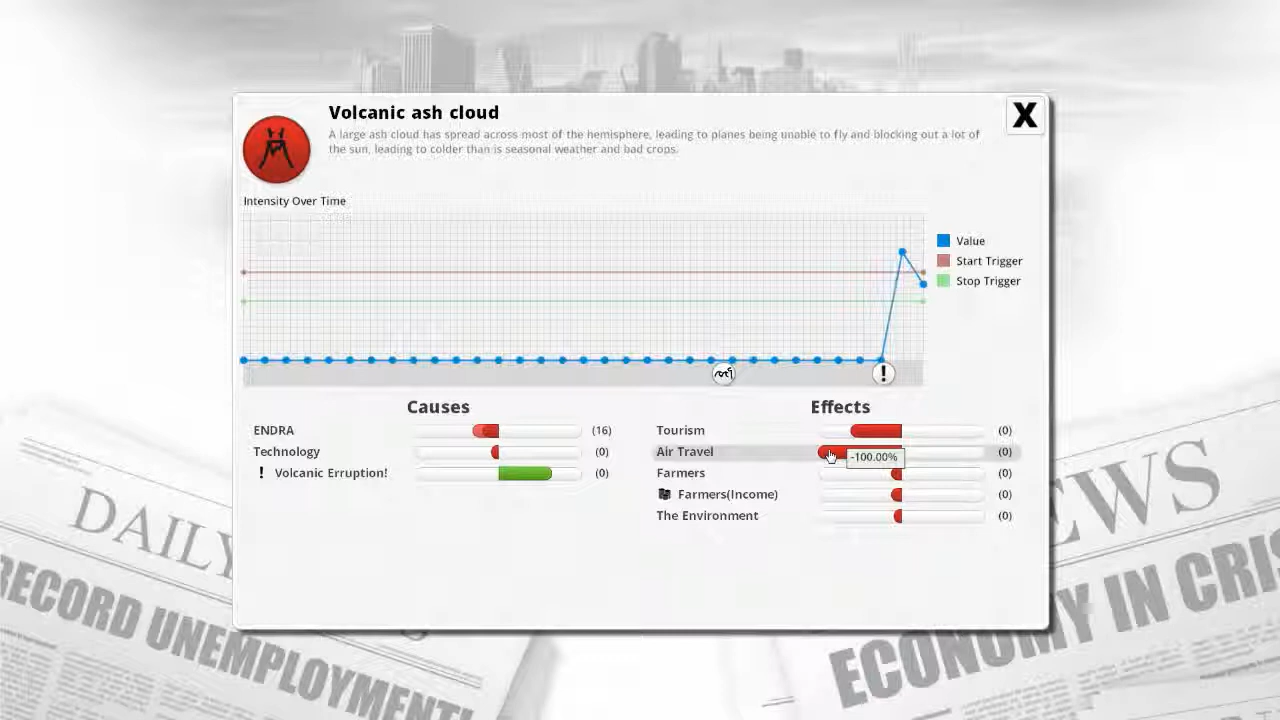 Volcanic ash cloud
X
A large ash cloud has spread across most of the hemisphere, leading to planes being unable to fly and blocking out a lot of
the sun, leading to colder than is seasonal weather and bad crops.
Intensity Over Time
Value
Start Trigger
Stop Trigger
!
Causes
Effects
ENDRA (16)
Tourism (0)
Technology (0)
Air Travel -100.00% (0)
! Volcanic Erruption! (0)
Farmers (0)
Farmers(Income) (0)
The Environment (0)
DAILY
EWS
RECORD UNEMPLOYMENT!
ECONOMY IN CRIS